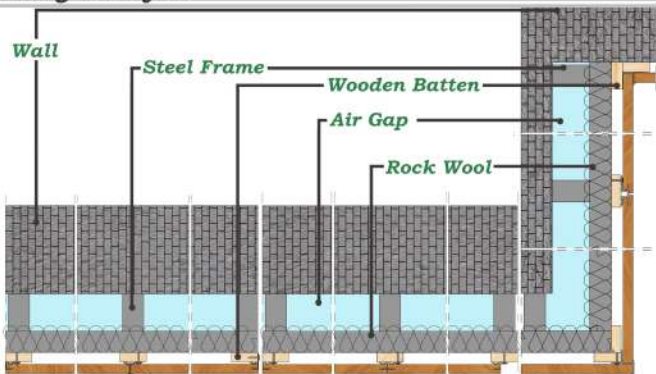 Wall
Steel Frame
Wooden Batten
Air Gap
Rock Wool